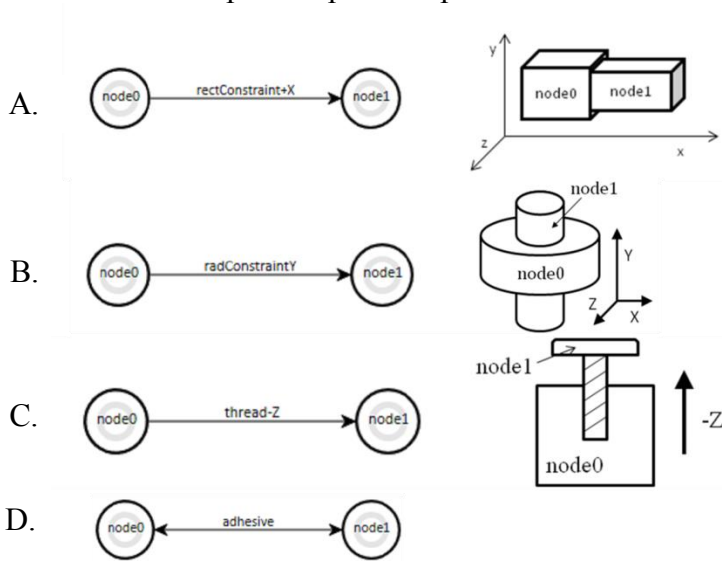 A.
node0 rectConstraint+X node1
y
node0 node1
z
x
B.
node0 radConstraintY node1
node1
node0
Y
Z
X
C.
node0 thread-Z node1
node1
-Z
node0
D.
node0 adhesive node1